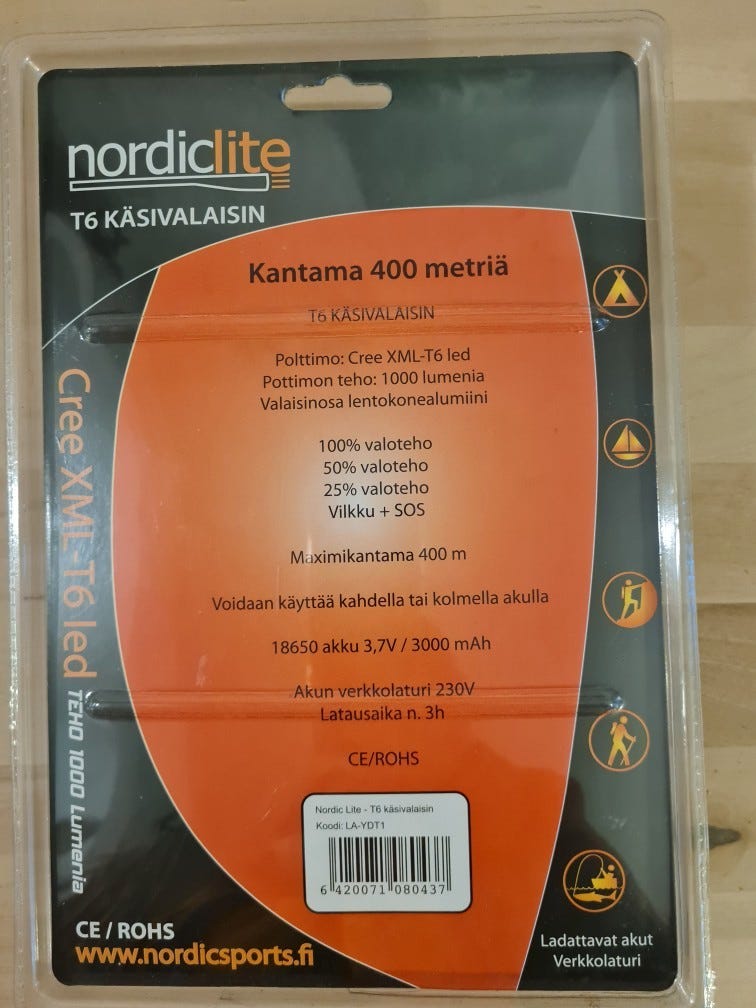 nordiclite
T6 KÄSIVALAISIN
Kantama 400 metriä
T6 KÄSIVALAISIN
Polttimo: Cree XML-T6 led
Pottimon teho: 1000 lumenia
Valaisinosa lentokonealumiini
100% valoteho
50% valoteho
25% valoteho
Vilkku + SOS
Maximikantama 400 m
Voidaan käyttää kahdella tai kolmella akulla
18650 akku 3,7V / 3000 mAh
Akun verkkolaturi 230V
Latausaika n. 3h
CE/ROHS
Nordic Lite - T6 käsivalaisin
Koodi: LA-YDT1
6 420071 080437
Cree XML-T6 led
TEHO 1000 Lumenia
CE / ROHS
www.nordicsports.fi
Ladattavat akut
Verkkolaturi